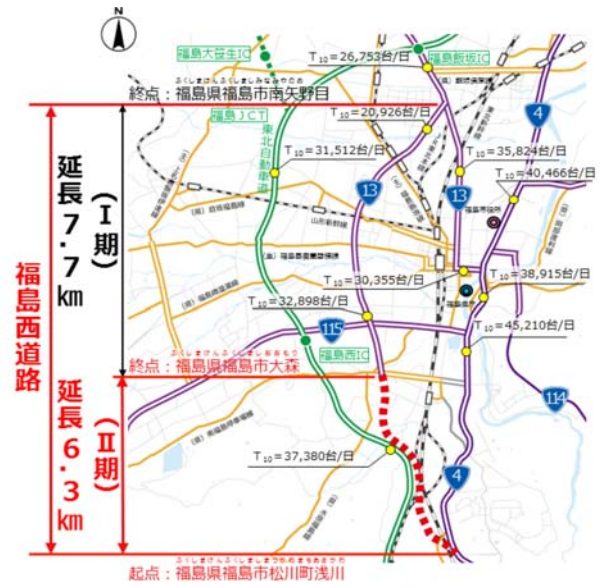 N
福島大笹生IC
T10=26,753台/日
福島飯坂IC
ふくしまけんふくしましみなみやのめ
終点：福島県福島市南矢野目
福島JCT
4
T10=20,926台/日
東北自動車道
T10=31,512台/日
T10=35,824台/日
T10=40,466台/日
13
13
山形新幹線
福島市役所
T10=30,355台/日
T10=38,915台/日
福島県庁
T10=32,898台/日
115
T10=45,210台/日
福島西IC
ふくしまけんふくしましおおもり
終点：福島県福島市大森
114
T10=37,380台/日
4
ふくしまけんふくしましまつかわまちあさかわ
起点：福島県福島市松川町浅川
福島西道路
延長7.7km
(Ⅰ期)
延長6.3km
(Ⅱ期)